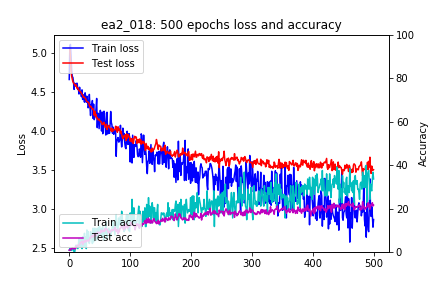 ea2_018: 500 epochs loss and accuracy
Train loss
Test loss
Train acc
Test acc
Loss
Accuracy
5.0
4.5
4.0
3.5
3.0
2.5
100
80
60
40
20
0
0 100 200 300 400 500